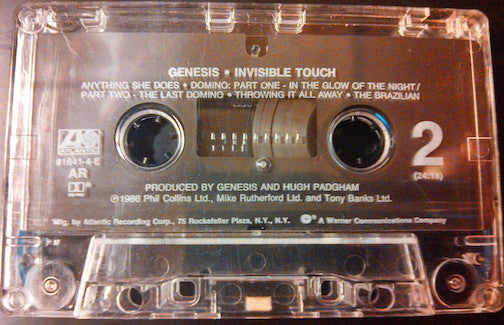 GENESIS • INVISIBLE TOUCH
ANYTHING SHE DOES • DOMINO: PART ONE - IN THE GLOW OF THE NIGHT/
PART TWO - THE LAST DOMINO • THROWING IT ALL AWAY • THE BRAZILIAN
ATLANTIC
81641-4-E
AR
2
(24:18)
PRODUCED BY GENESIS AND HUGH PADGHAM
℗1986 Phil Collins Ltd., Mike Rutherford Ltd. and Tony Banks Ltd.
Mfg. by Atlantic Recording Corp., 75 Rockefeller Plaza, N.Y., N.Y. A Warner Communications Company